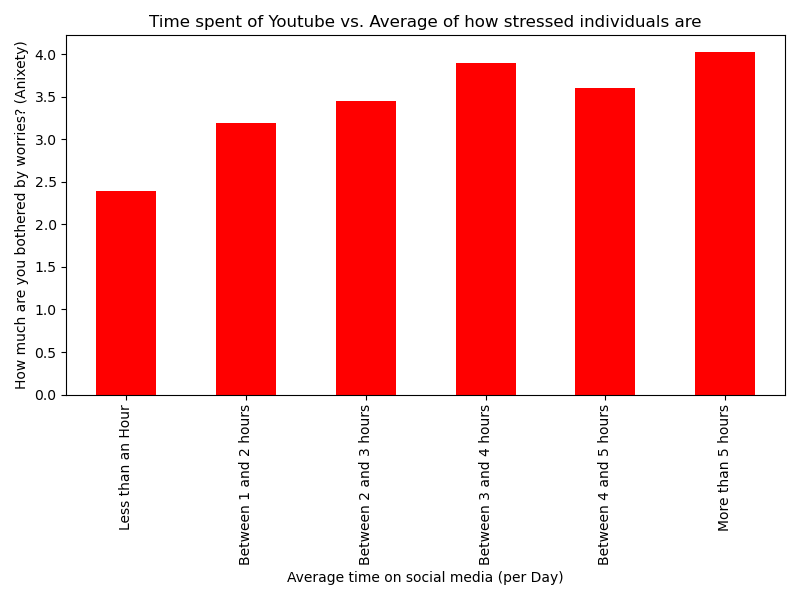 Time spent of Youtube vs. Average of how stressed individuals are
How much are you bothered by worries? (Anixety)
4.0
3.5
3.0
2.5
2.0
1.5
1.0
0.5
0.0
Less than an Hour
Between 1 and 2 hours
Between 2 and 3 hours
Between 3 and 4 hours
Between 4 and 5 hours
More than 5 hours
Average time on social media (per Day)